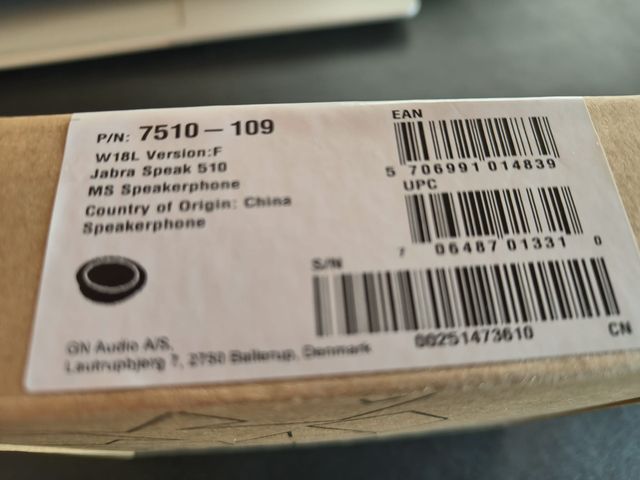 P/N: 7510-109
W18L Version:F
Jabra Speak 510
MS Speakerphone
Country of Origin: China
Speakerphone
GN Audio A/S,
Lautrupbjerg 7, 2750 Ballerup, Denmark
EAN
5 706991 014839
UPC
7 06487 01331 0
S/N
00251473610 CN